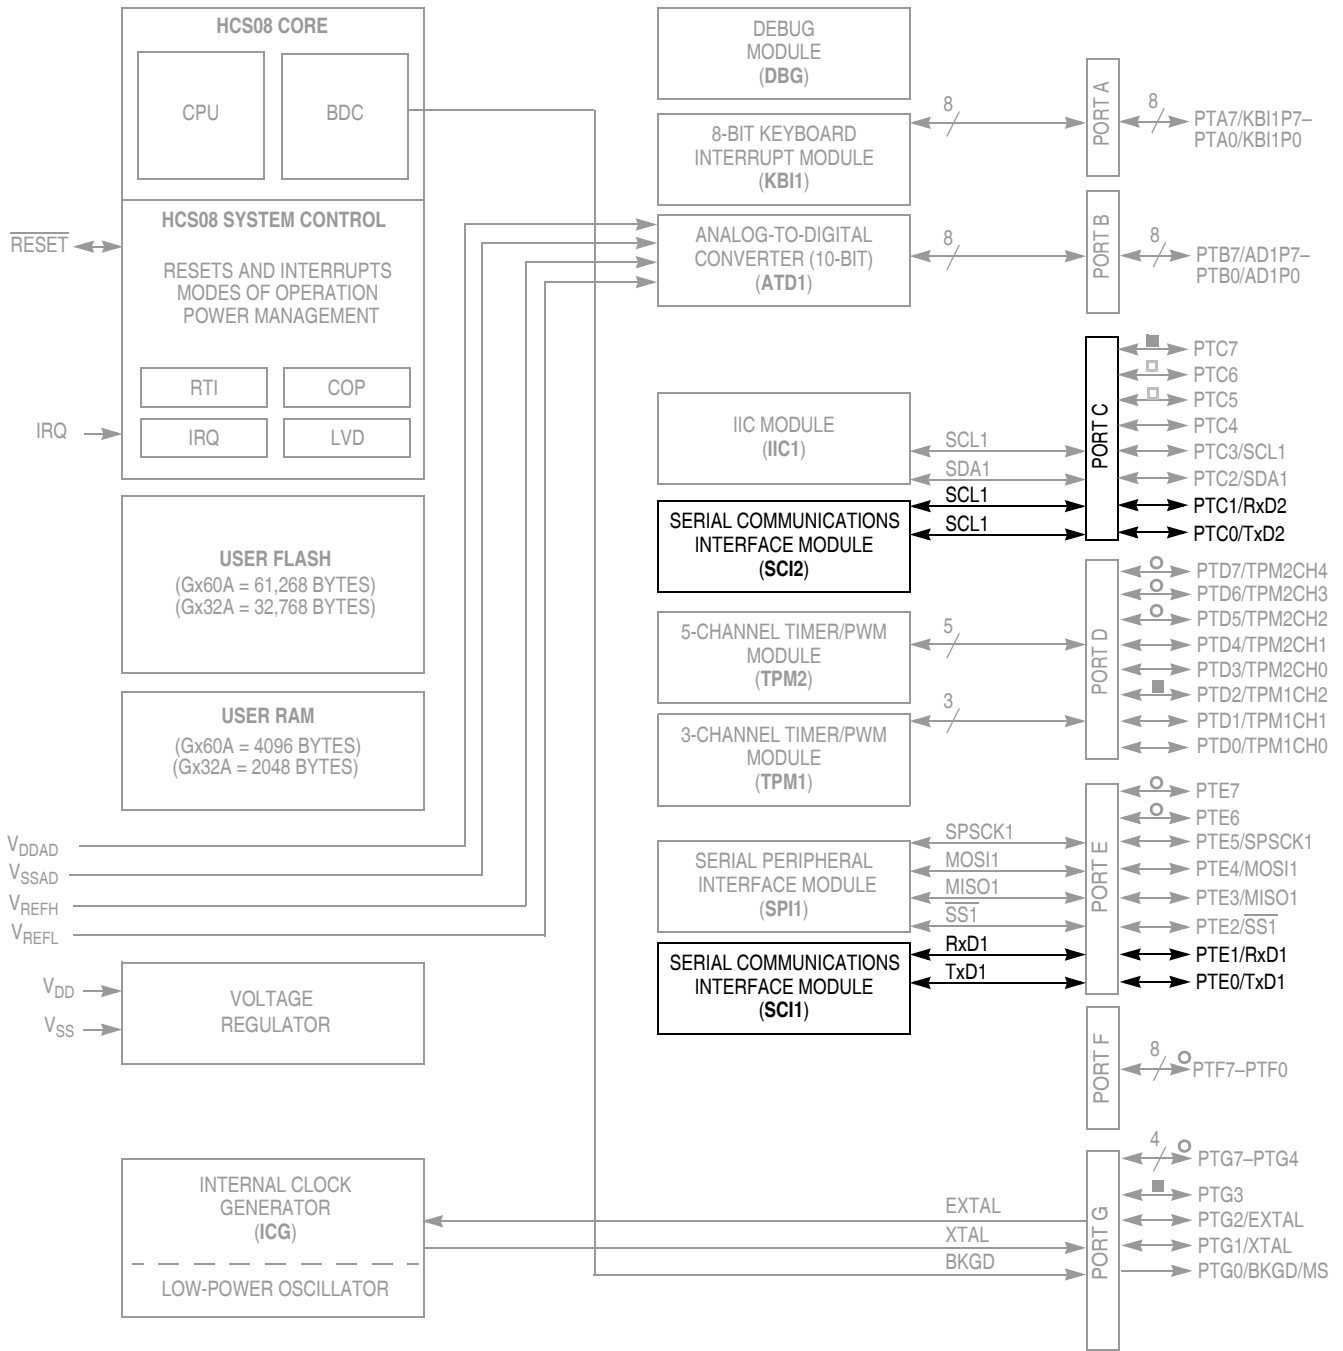 HCS08 CORE
CPU
BDC
HCS08 SYSTEM CONTROL
RESETS AND INTERRUPTS
MODES OF OPERATION
POWER MANAGEMENT
RTI
COP
IRQ
LVD
RESET
IRQ
USER FLASH
(Gx60A = 61,268 BYTES)
(Gx32A = 32,768 BYTES)
USER RAM
(Gx60A = 4096 BYTES)
(Gx32A = 2048 BYTES)
VDDAD
VSSAD
VREFH
VREFL
VDD
VSS
VOLTAGE
REGULATOR
INTERNAL CLOCK
GENERATOR
(ICG)
LOW-POWER OSCILLATOR
DEBUG
MODULE
(DBG)
8-BIT KEYBOARD
INTERRUPT MODULE
(KBI1)
8
PORT A
8
PTA7/KBI1P7–
PTA0/KBI1P0
ANALOG-TO-DIGITAL
CONVERTER (10-BIT)
(ATD1)
8
PORT B
8
PTB7/AD1P7–
PTB0/AD1P0
IIC MODULE
(IIC1)
SCL1
SDA1
SERIAL COMMUNICATIONS
INTERFACE MODULE
(SCI2)
SCL1
SCL1
PORT C
PTC7
PTC6
PTC5
PTC4
PTC3/SCL1
PTC2/SDA1
PTC1/RxD2
PTC0/TxD2
5-CHANNEL TIMER/PWM
MODULE
(TPM2)
5
3-CHANNEL TIMER/PWM
MODULE
(TPM1)
3
PORT D
PTD7/TPM2CH4
PTD6/TPM2CH3
PTD5/TPM2CH2
PTD4/TPM2CH1
PTD3/TPM2CH0
PTD2/TPM1CH2
PTD1/TPM1CH1
PTD0/TPM1CH0
SERIAL PERIPHERAL
INTERFACE MODULE
(SPI1)
SPSCK1
MOSI1
MISO1
SS1
SERIAL COMMUNICATIONS
INTERFACE MODULE
(SCI1)
RxD1
TxD1
PORT E
PTE7
PTE6
PTE5/SPSCK1
PTE4/MOSI1
PTE3/MISO1
PTE2/SS1
PTE1/RxD1
PTE0/TxD1
PORT F
8
PTF7–PTF0
EXTAL
XTAL
BKGD
PORT G
4
PTG7–PTG4
PTG3
PTG2/EXTAL
PTG1/XTAL
PTG0/BKGD/MS